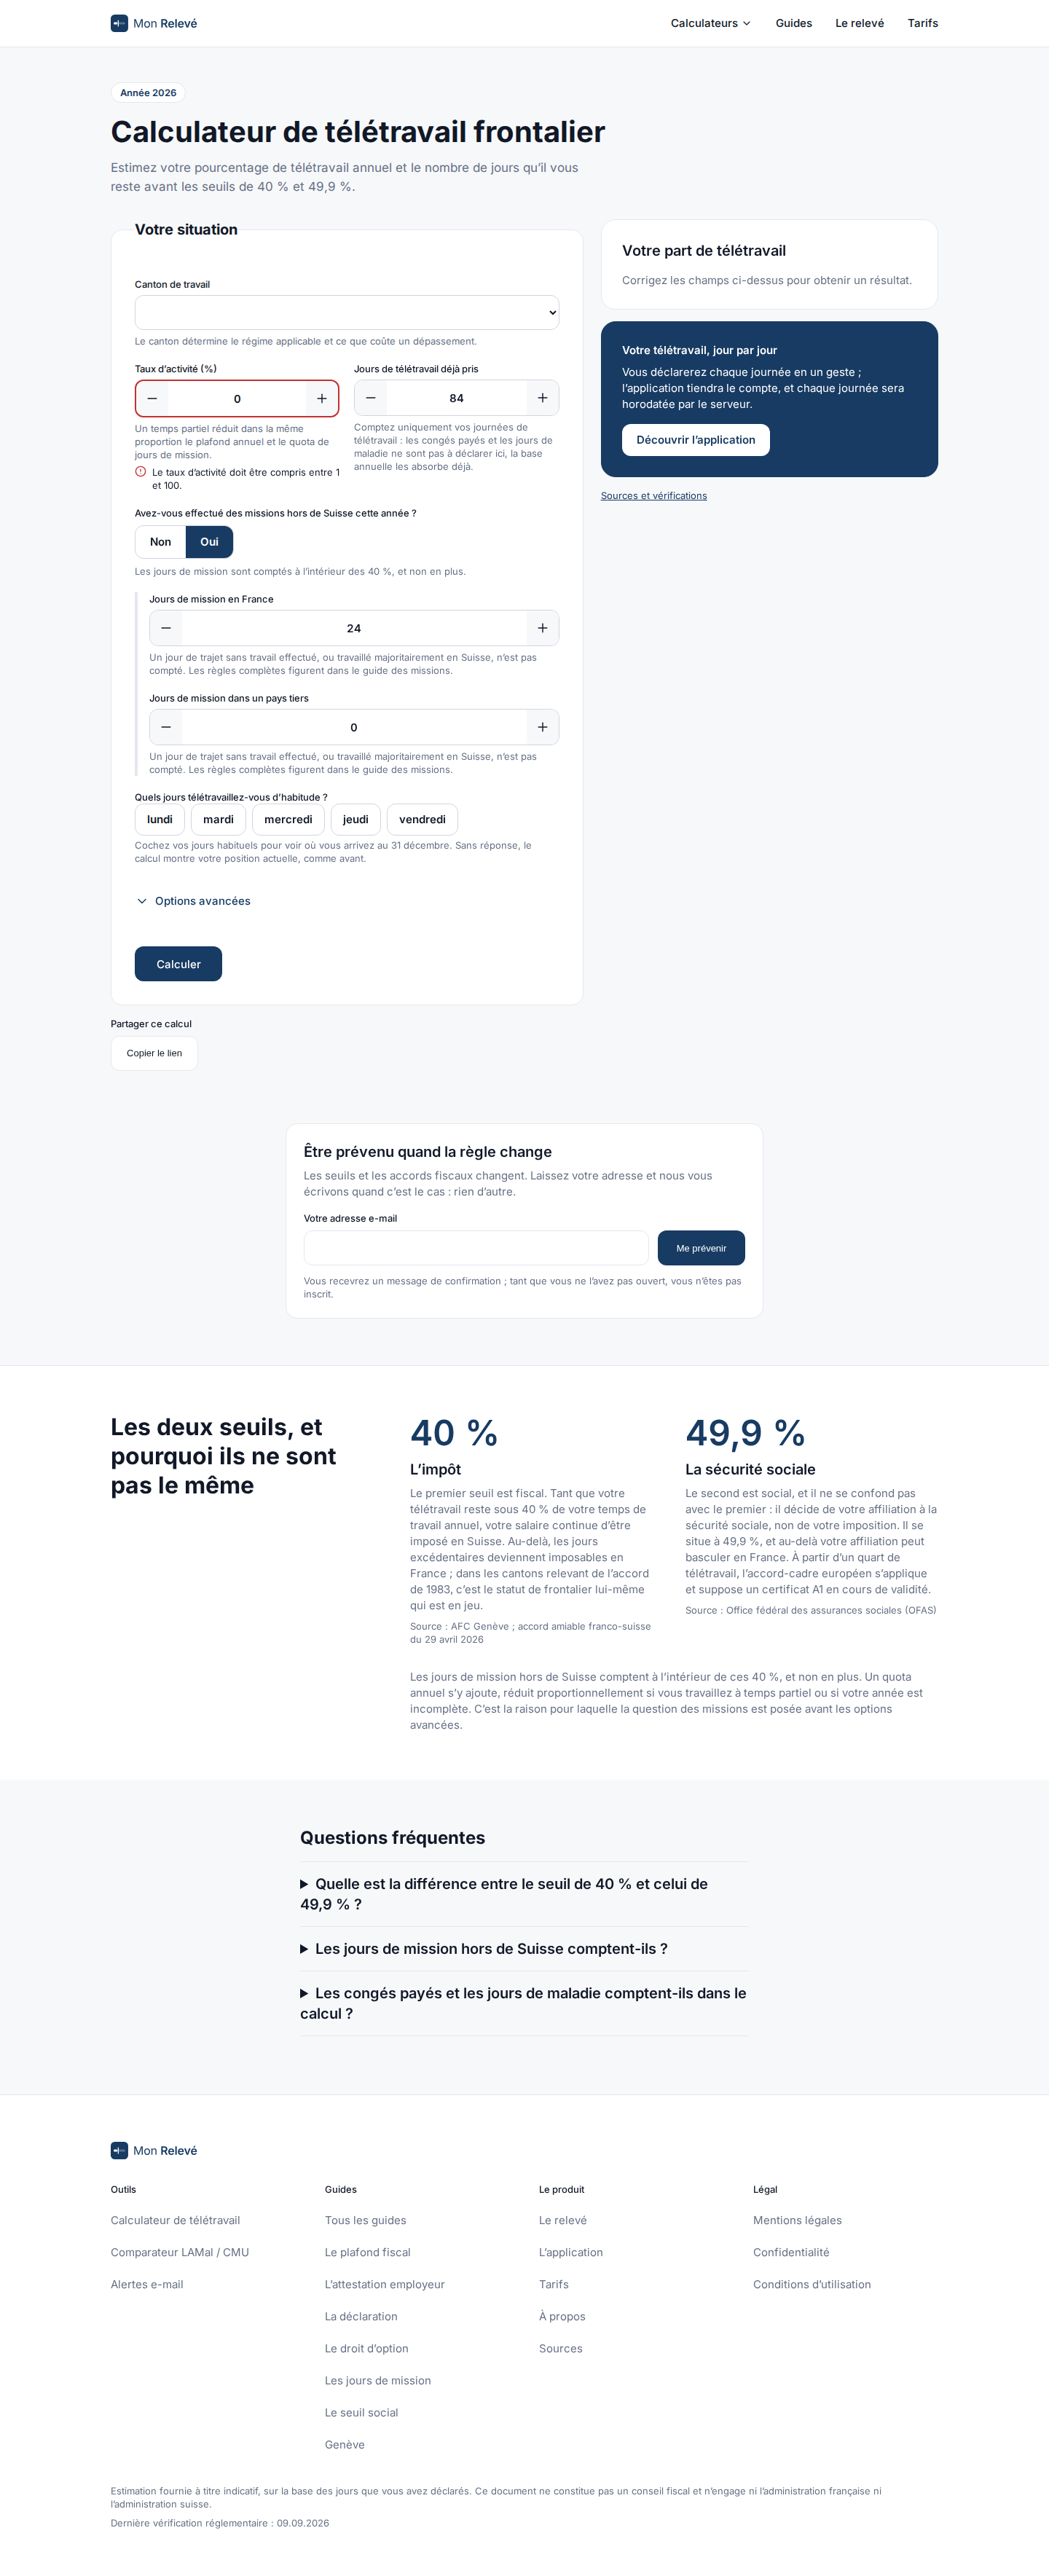 Mon Relevé
Calculateurs
Guides
Le relevé
Tarifs
Année 2026
Calculateur de télétravail frontalier
Estimez votre pourcentage de télétravail annuel et le nombre de jours qu’il vous
reste avant les seuils de 40 % et 49,9 %.
Votre situation
Canton de travail
Le canton détermine le régime applicable et ce que coûte un dépassement.
Taux d’activité (%)
0
Un temps partiel réduit dans la même
proportion le plafond annuel et le quota de
jours de mission.
Le taux d’activité doit être compris entre 1
et 100.
Jours de télétravail déjà pris
84
Comptez uniquement vos journées de
télétravail : les congés payés et les jours de
maladie ne sont pas à déclarer ici, la base
annuelle les absorbe déjà.
Avez-vous effectué des missions hors de Suisse cette année ?
Non
Oui
Les jours de mission sont comptés à l’intérieur des 40 %, et non en plus.
Jours de mission en France
24
Un jour de trajet sans travail effectué, ou travaillé majoritairement en Suisse, n’est pas
compté. Les règles complètes figurent dans le guide des missions.
Jours de mission dans un pays tiers
0
Un jour de trajet sans travail effectué, ou travaillé majoritairement en Suisse, n’est pas
compté. Les règles complètes figurent dans le guide des missions.
Quels jours télétravaillez-vous d’habitude ?
lundi
mardi
mercredi
jeudi
vendredi
Cochez vos jours habituels pour voir où vous arrivez au 31 décembre. Sans réponse, le
calcul montre votre position actuelle, comme avant.
Options avancées
Calculer
Partager ce calcul
Copier le lien
Votre part de télétravail
Corrigez les champs ci-dessus pour obtenir un résultat.
Votre télétravail, jour par jour
Vous déclarerez chaque journée en un geste ;
l’application tiendra le compte, et chaque journée sera
horodatée par le serveur.
Découvrir l’application
Sources et vérifications
Être prévenu quand la règle change
Les seuils et les accords fiscaux changent. Laissez votre adresse et nous vous
écrivons quand c’est le cas : rien d’autre.
Votre adresse e-mail
Me prévenir
Vous recevrez un message de confirmation ; tant que vous ne l’avez pas ouvert, vous n’êtes pas
inscrit.
Les deux seuils, et
pourquoi ils ne sont
pas le même
40 %
L’impôt
Le premier seuil est fiscal. Tant que votre
télétravail reste sous 40 % de votre temps de
travail annuel, votre salaire continue d’être
imposé en Suisse. Au-delà, les jours
excédentaires deviennent imposables en
France ; dans les cantons relevant de l’accord
de 1983, c’est le statut de frontalier lui-même
qui est en jeu.
Source : AFC Genève ; accord amiable franco-suisse
du 29 avril 2026
49,9 %
La sécurité sociale
Le second est social, et il ne se confond pas
avec le premier : il décide de votre affiliation à la
sécurité sociale, non de votre imposition. Il se
situe à 49,9 %, et au-delà votre affiliation peut
basculer en France. À partir d’un quart de
télétravail, l’accord-cadre européen s’applique
et suppose un certificat A1 en cours de validité.
Source : Office fédéral des assurances sociales (OFAS)
Les jours de mission hors de Suisse comptent à l’intérieur de ces 40 %, et non en plus. Un quota
annuel s’y ajoute, réduit proportionnellement si vous travaillez à temps partiel ou si votre année est
incomplète. C’est la raison pour laquelle la question des missions est posée avant les options
avancées.
Questions fréquentes
Quelle est la différence entre le seuil de 40 % et celui de
49,9 % ?
Les jours de mission hors de Suisse comptent-ils ?
Les congés payés et les jours de maladie comptent-ils dans le
calcul ?
Mon Relevé
Outils
Calculateur de télétravail
Comparateur LAMal / CMU
Alertes e-mail
Guides
Tous les guides
Le plafond fiscal
L’attestation employeur
La déclaration
Le droit d’option
Les jours de mission
Le seuil social
Genève
Le produit
Le relevé
L’application
Tarifs
À propos
Sources
Légal
Mentions légales
Confidentialité
Conditions d’utilisation
Estimation fournie à titre indicatif, sur la base des jours que vous avez déclarés. Ce document ne constitue pas un conseil fiscal et n’engage ni l’administration française ni
l’administration suisse.
Dernière vérification réglementaire : 09.09.2026